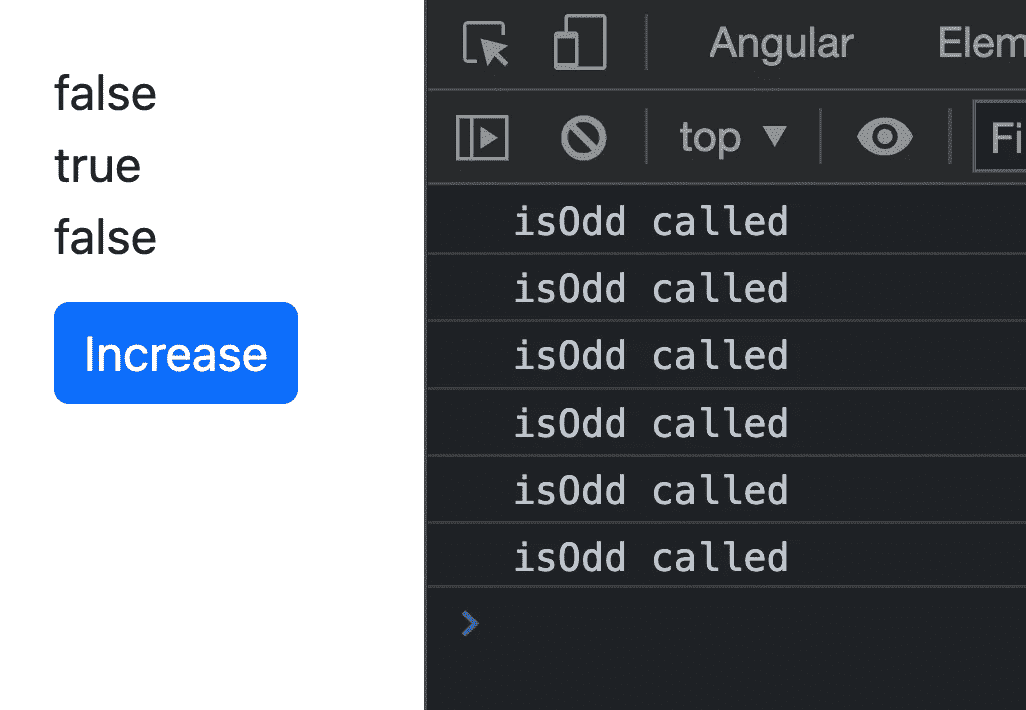 false
true
false
Increase
Angular Elem
top Fi
isOdd called
isOdd called
isOdd called
isOdd called
isOdd called
isOdd called